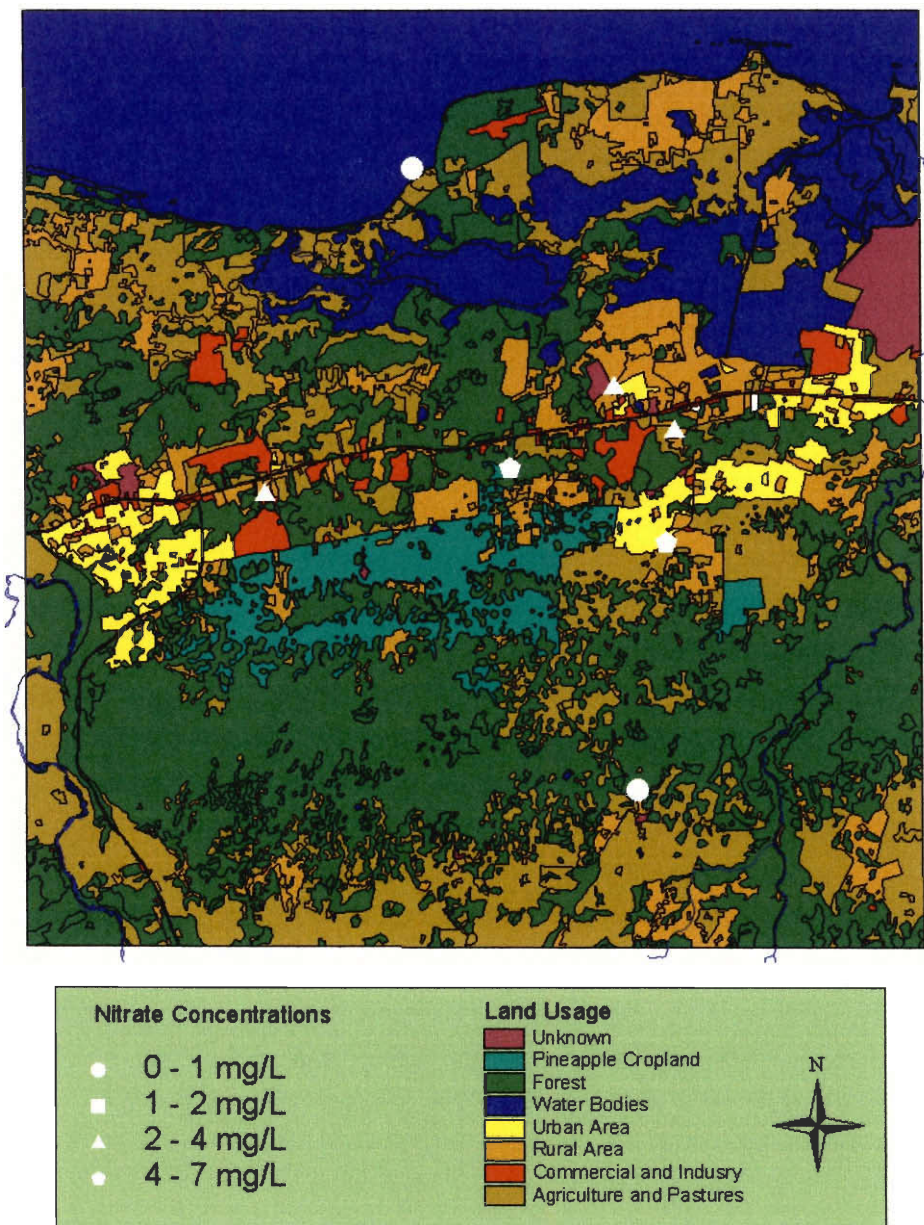 Nitrate Concentrations
0 - 1 mg/L
1 - 2 mg/L
2 - 4 mg/L
4 - 7 mg/L
Land Usage
Unknown
Pineapple Cropland
Forest
Water Bodies
Urban Area
Rural Area
Commercial and Indusry
Agriculture and Pastures
N